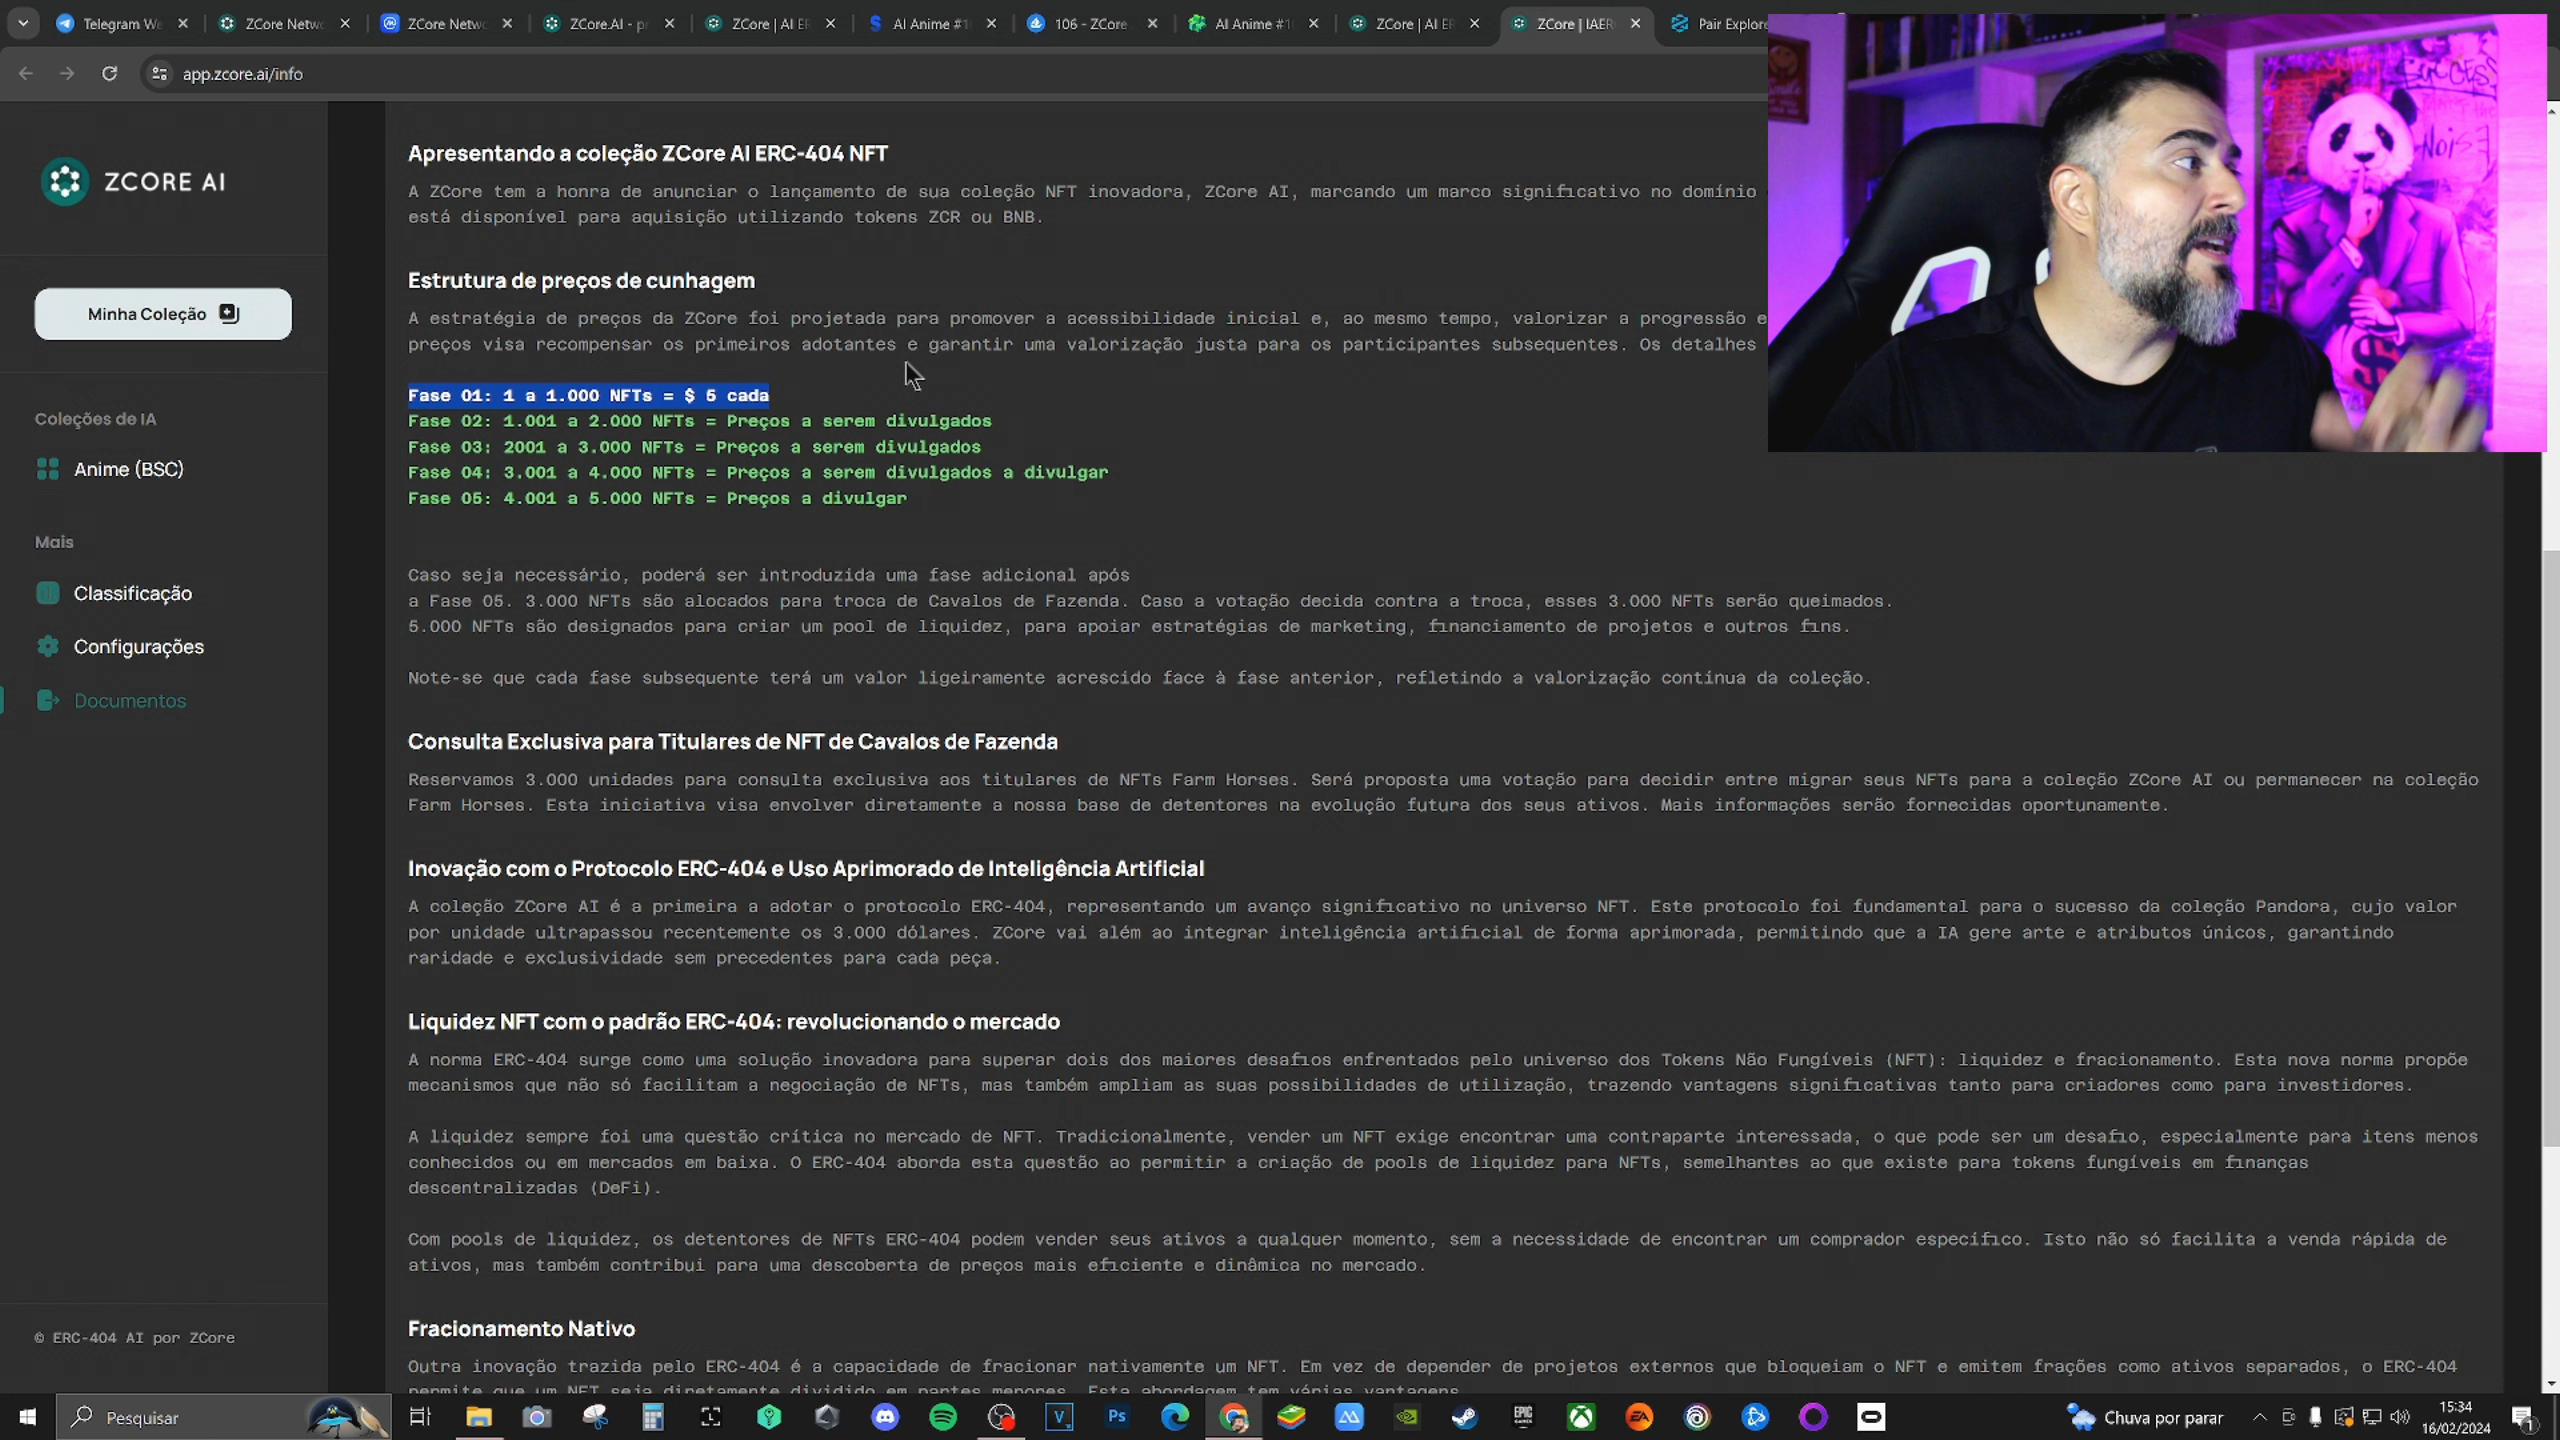 Telegram We
ZCore Netwo
ZCore Netwo
ZCore.AI - pr
ZCore | AI ER
AI Anime #1
106 - ZCore
AI Anime #1
ZCore | AI ER
ZCore | IAER
Pair Explore
app.zcore.ai/info
ZCORE AI
Minha Coleção
Coleções de IA
Anime (BSC)
Mais
Classificação
Configurações
Documentos
© ERC-404 AI por ZCore
Apresentando a coleção ZCore AI ERC-404 NFT
A ZCore tem a honra de anunciar o lançamento de sua coleção NFT inovadora, ZCore AI, marcando um marco significativo no domínio
está disponível para aquisição utilizando tokens ZCR ou BNB.
Estrutura de preços de cunhagem
A estratégia de preços da ZCore foi projetada para promover a acessibilidade inicial e, ao mesmo tempo, valorizar a progressão e
preços visa recompensar os primeiros adotantes e garantir uma valorização justa para os participantes subsequentes. Os detalhes
Fase 01: 1 a 1.000 NFTs = $ 5 cada
Fase 02: 1.001 a 2.000 NFTs = Preços a serem divulgados
Fase 03: 2001 a 3.000 NFTs = Preços a serem divulgados
Fase 04: 3.001 a 4.000 NFTs = Preços a serem divulgados a divulgar
Fase 05: 4.001 a 5.000 NFTs = Preços a divulgar
Caso seja necessário, poderá ser introduzida uma fase adicional após
a Fase 05. 3.000 NFTs são alocados para troca de Cavalos de Fazenda. Caso a votação decida contra a troca, esses 3.000 NFTs serão queimados.
5.000 NFTs são designados para criar um pool de liquidez, para apoiar estratégias de marketing, financiamento de projetos e outros fins.
Note-se que cada fase subsequente terá um valor ligeiramente acrescido face à fase anterior, refletindo a valorização contínua da coleção.
Consulta Exclusiva para Titulares de NFT de Cavalos de Fazenda
Reservamos 3.000 unidades para consulta exclusiva aos titulares de NFTs Farm Horses. Será proposta uma votação para decidir entre migrar seus NFTs para a coleção ZCore AI ou permanecer na coleção
Farm Horses. Esta iniciativa visa envolver diretamente a nossa base de detentores na evolução futura dos seus ativos. Mais informações serão fornecidas oportunamente.
Inovação com o Protocolo ERC-404 e Uso Aprimorado de Inteligência Artificial
A coleção ZCore AI é a primeira a adotar o protocolo ERC-404, representando um avanço significativo no universo NFT. Este protocolo foi fundamental para o sucesso da coleção Pandora, cujo valor
por unidade ultrapassou recentemente os 3.000 dólares. ZCore vai além ao integrar inteligência artificial de forma aprimorada, permitindo que a IA gere arte e atributos únicos, garantindo
raridade e exclusividade sem precedentes para cada peça.
Liquidez NFT com o padrão ERC-404: revolucionando o mercado
A norma ERC-404 surge como uma solução inovadora para superar dois dos maiores desafios enfrentados pelo universo dos Tokens Não Fungíveis (NFT): liquidez e fracionamento. Esta nova norma propõe
mecanismos que não só facilitam a negociação de NFTs, mas também ampliam as suas possibilidades de utilização, trazendo vantagens significativas tanto para criadores como para investidores.
A liquidez sempre foi uma questão crítica no mercado de NFT. Tradicionalmente, vender um NFT exige encontrar uma contraparte interessada, o que pode ser um desafio, especialmente para itens menos
conhecidos ou em mercados em baixa. O ERC-404 aborda esta questão ao permitir a criação de pools de liquidez para NFTs, semelhantes ao que existe para tokens fungíveis em finanças
descentralizadas (DeFi).
Com pools de liquidez, os detentores de NFTs ERC-404 podem vender seus ativos a qualquer momento, sem a necessidade de encontrar um comprador específico. Isto não só facilita a venda rápida de
ativos, mas também contribui para uma descoberta de preços mais eficiente e dinâmica no mercado.
Fracionamento Nativo
Outra inovação trazida pelo ERC-404 é a capacidade de fracionar nativamente um NFT. Em vez de depender de projetos externos que bloqueiam o NFT e emitem frações como ativos separados, o ERC-404
permite que um NFT seja diretamente dividido em partes menores. Esta abordagem tem várias vantagens
SUCCESS
NOISE
Pesquisar
Ps
EPIC GAMES
EA
Chuva por parar
15:34
16/02/2024
1